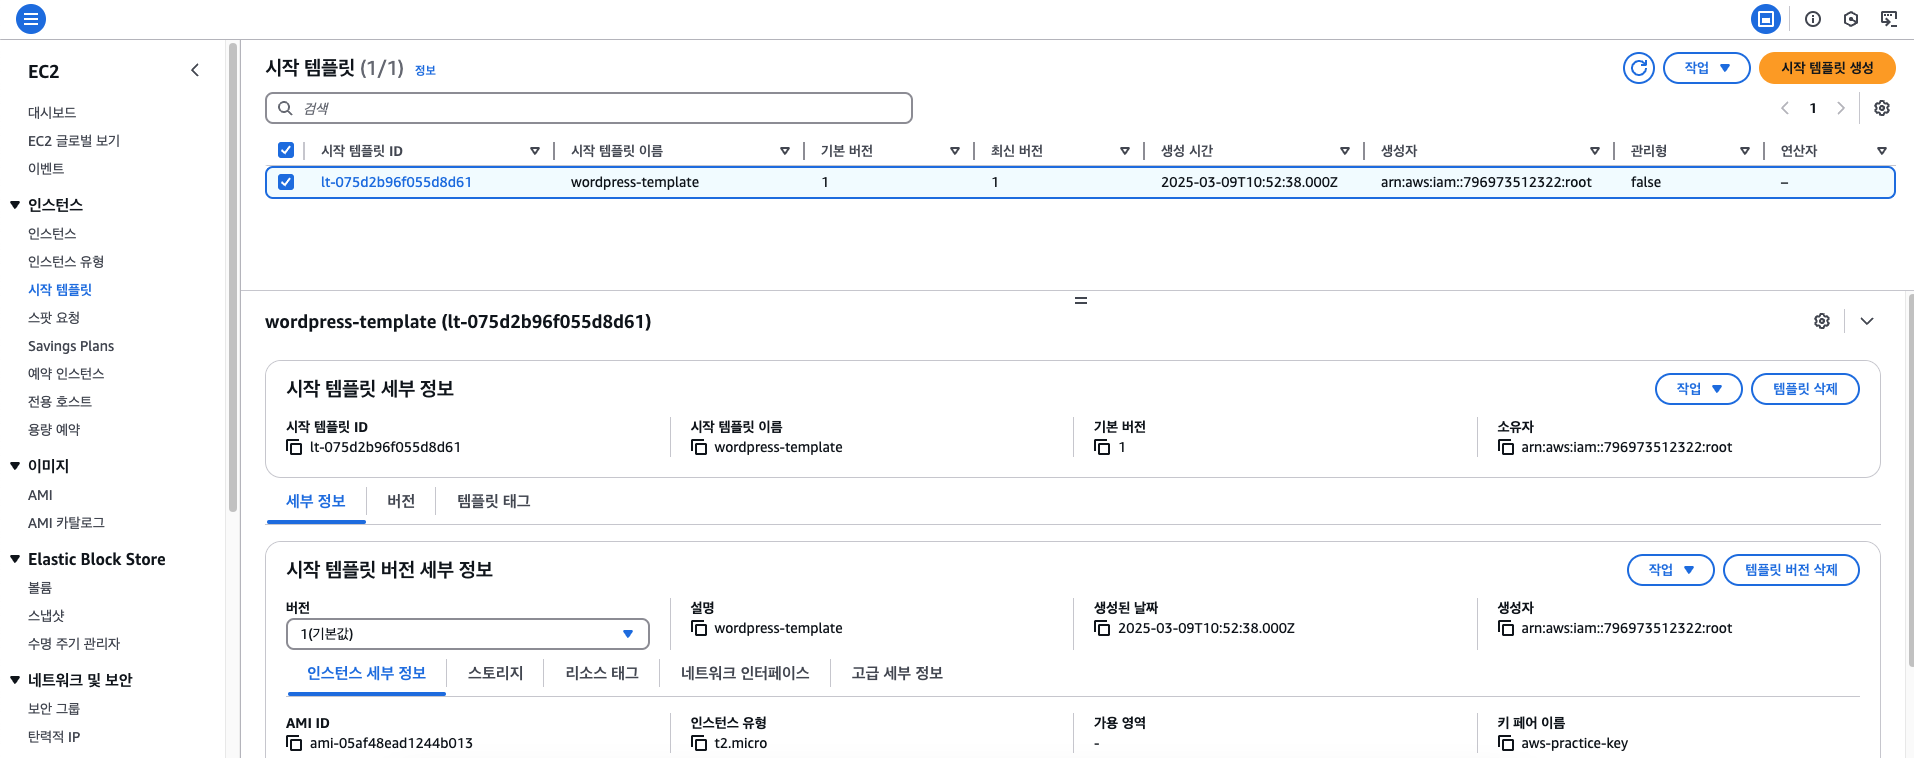 EC2
대시보드
EC2 글로벌 보기
이벤트
인스턴스
인스턴스
인스턴스 유형
시작 템플릿
스팟 요청
Savings Plans
예약 인스턴스
전용 호스트
용량 예약
이미지
AMI
AMI 카탈로그
Elastic Block Store
볼륨
스냅샷
수명 주기 관리자
네트워크 및 보안
보안 그룹
탄력적 IP
시작 템플릿 (1/1) 정보
작업 시작 템플릿 생성
검색
1
시작 템플릿 ID 시작 템플릿 이름 기본 버전 최신 버전 생성 시간 생성자 관리형 연산자
lt-075d2b96f055d8d61 wordpress-template 1 1 2025-03-09T10:52:38.000Z arn:aws:iam::796973512322:root false –
wordpress-template (lt-075d2b96f055d8d61)
시작 템플릿 세부 정보 작업 템플릿 삭제
시작 템플릿 ID 시작 템플릿 이름 기본 버전 소유자
lt-075d2b96f055d8d61 wordpress-template 1 arn:aws:iam::796973512322:root
세부 정보 버전 템플릿 태그
시작 템플릿 버전 세부 정보 작업 템플릿 버전 삭제
버전 설명 생성된 날짜 생성자
1(기본값) wordpress-template 2025-03-09T10:52:38.000Z arn:aws:iam::796973512322:root
인스턴스 세부 정보 스토리지 리소스 태그 네트워크 인터페이스 고급 세부 정보
AMI ID 인스턴스 유형 가용 영역 키 페어 이름
ami-05af48ead1244b013 t2.micro - aws-practice-key